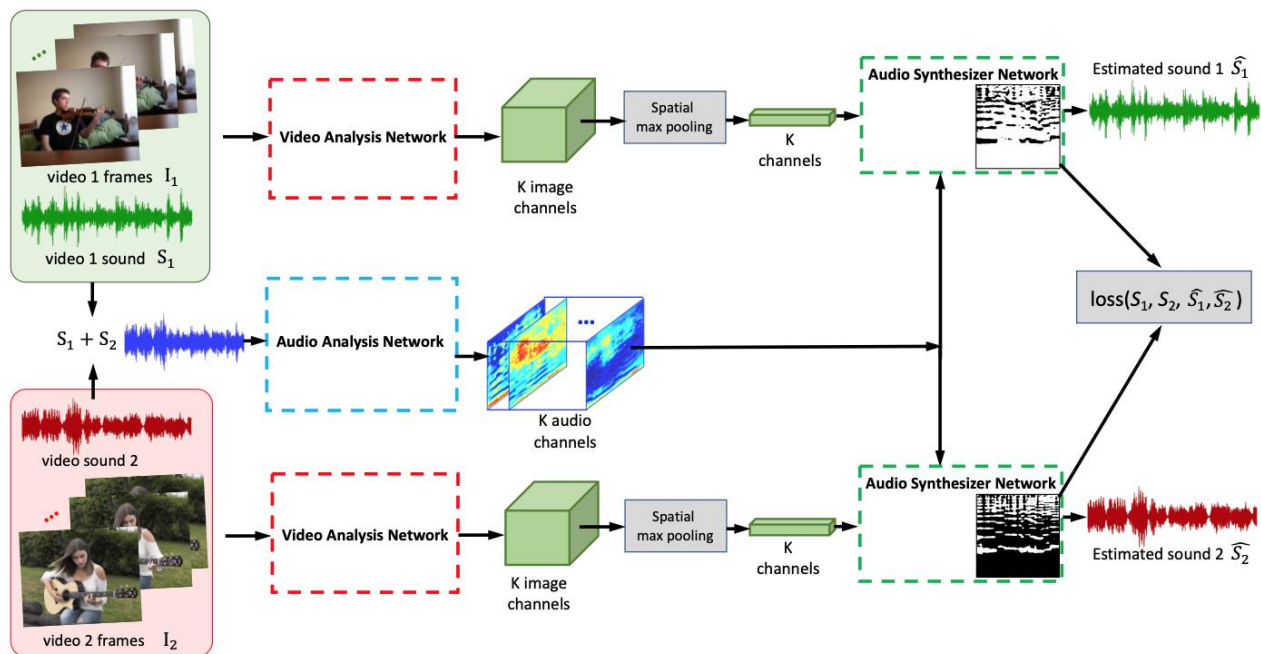 video 1 frames I₁
video 1 sound S₁
S₁ + S₂
video sound 2
video 2 frames I₂
Video Analysis Network
K image
channels
Spatial
max pooling
K
channels
Audio Synthesizer Network
Estimated sound 1 Ŝ₁
Audio Analysis Network
...
K audio
channels
loss(S₁, S₂, Ŝ₁, Ŝ₂ )
Video Analysis Network
K image
channels
Spatial
max pooling
K
channels
Audio Synthesizer Network
Estimated sound 2 Ŝ₂